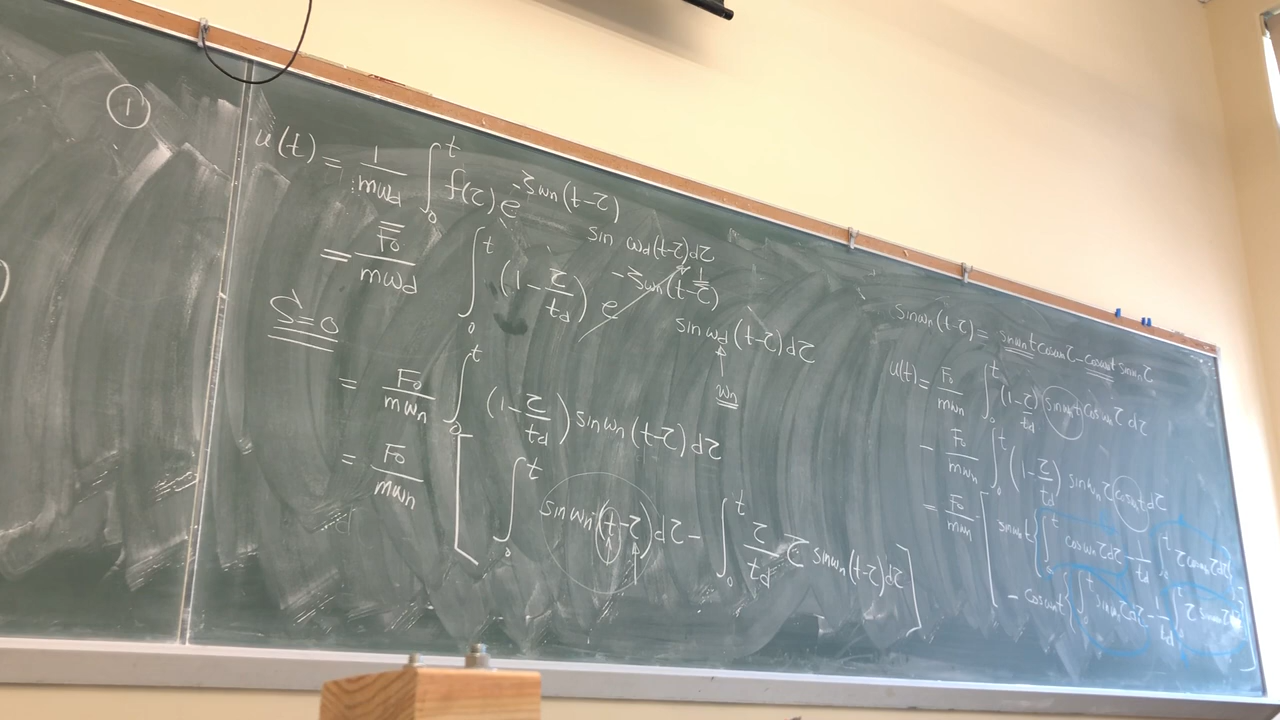 ①
u(t) = 1/(mωd) ∫₀ᵗ f(τ) e^(-ξωn(t-τ)) sin ωd(t-τ)dτ
= F₀/(mωd) ∫₀ᵗ (1 - τ/td) e^(-ξωn(t-τ)) sin ωd(t-τ)dτ
ξ=0
ωn
= F₀/(mωn) ∫₀ᵗ (1 - τ/td) sin ωn(t-τ)dτ
= F₀/(mωn) [ ∫₀ᵗ sin ωn(t-τ)dτ - ∫₀ᵗ τ/td sin ωn(t-τ)dτ ]
sin ωn(t-τ) = sin ωn t cos ωn τ - cos ωn t sin ωn τ
u(t) = F₀/(mωn) ∫₀ᵗ (1 - τ/td) sin ωn t cos ωn τ dτ
- F₀/(mωn) ∫₀ᵗ (1 - τ/td) sin ωn τ cos ωn t dτ
= F₀/(mωn) [ sin ωn t { ∫₀ᵗ cos ωn τ dτ - 1/td ∫₀ᵗ τ cos ωn τ dτ }
- cos ωn t { ∫₀ᵗ sin ωn τ dτ - 1/td ∫₀ᵗ τ sin ωn τ dτ } ]